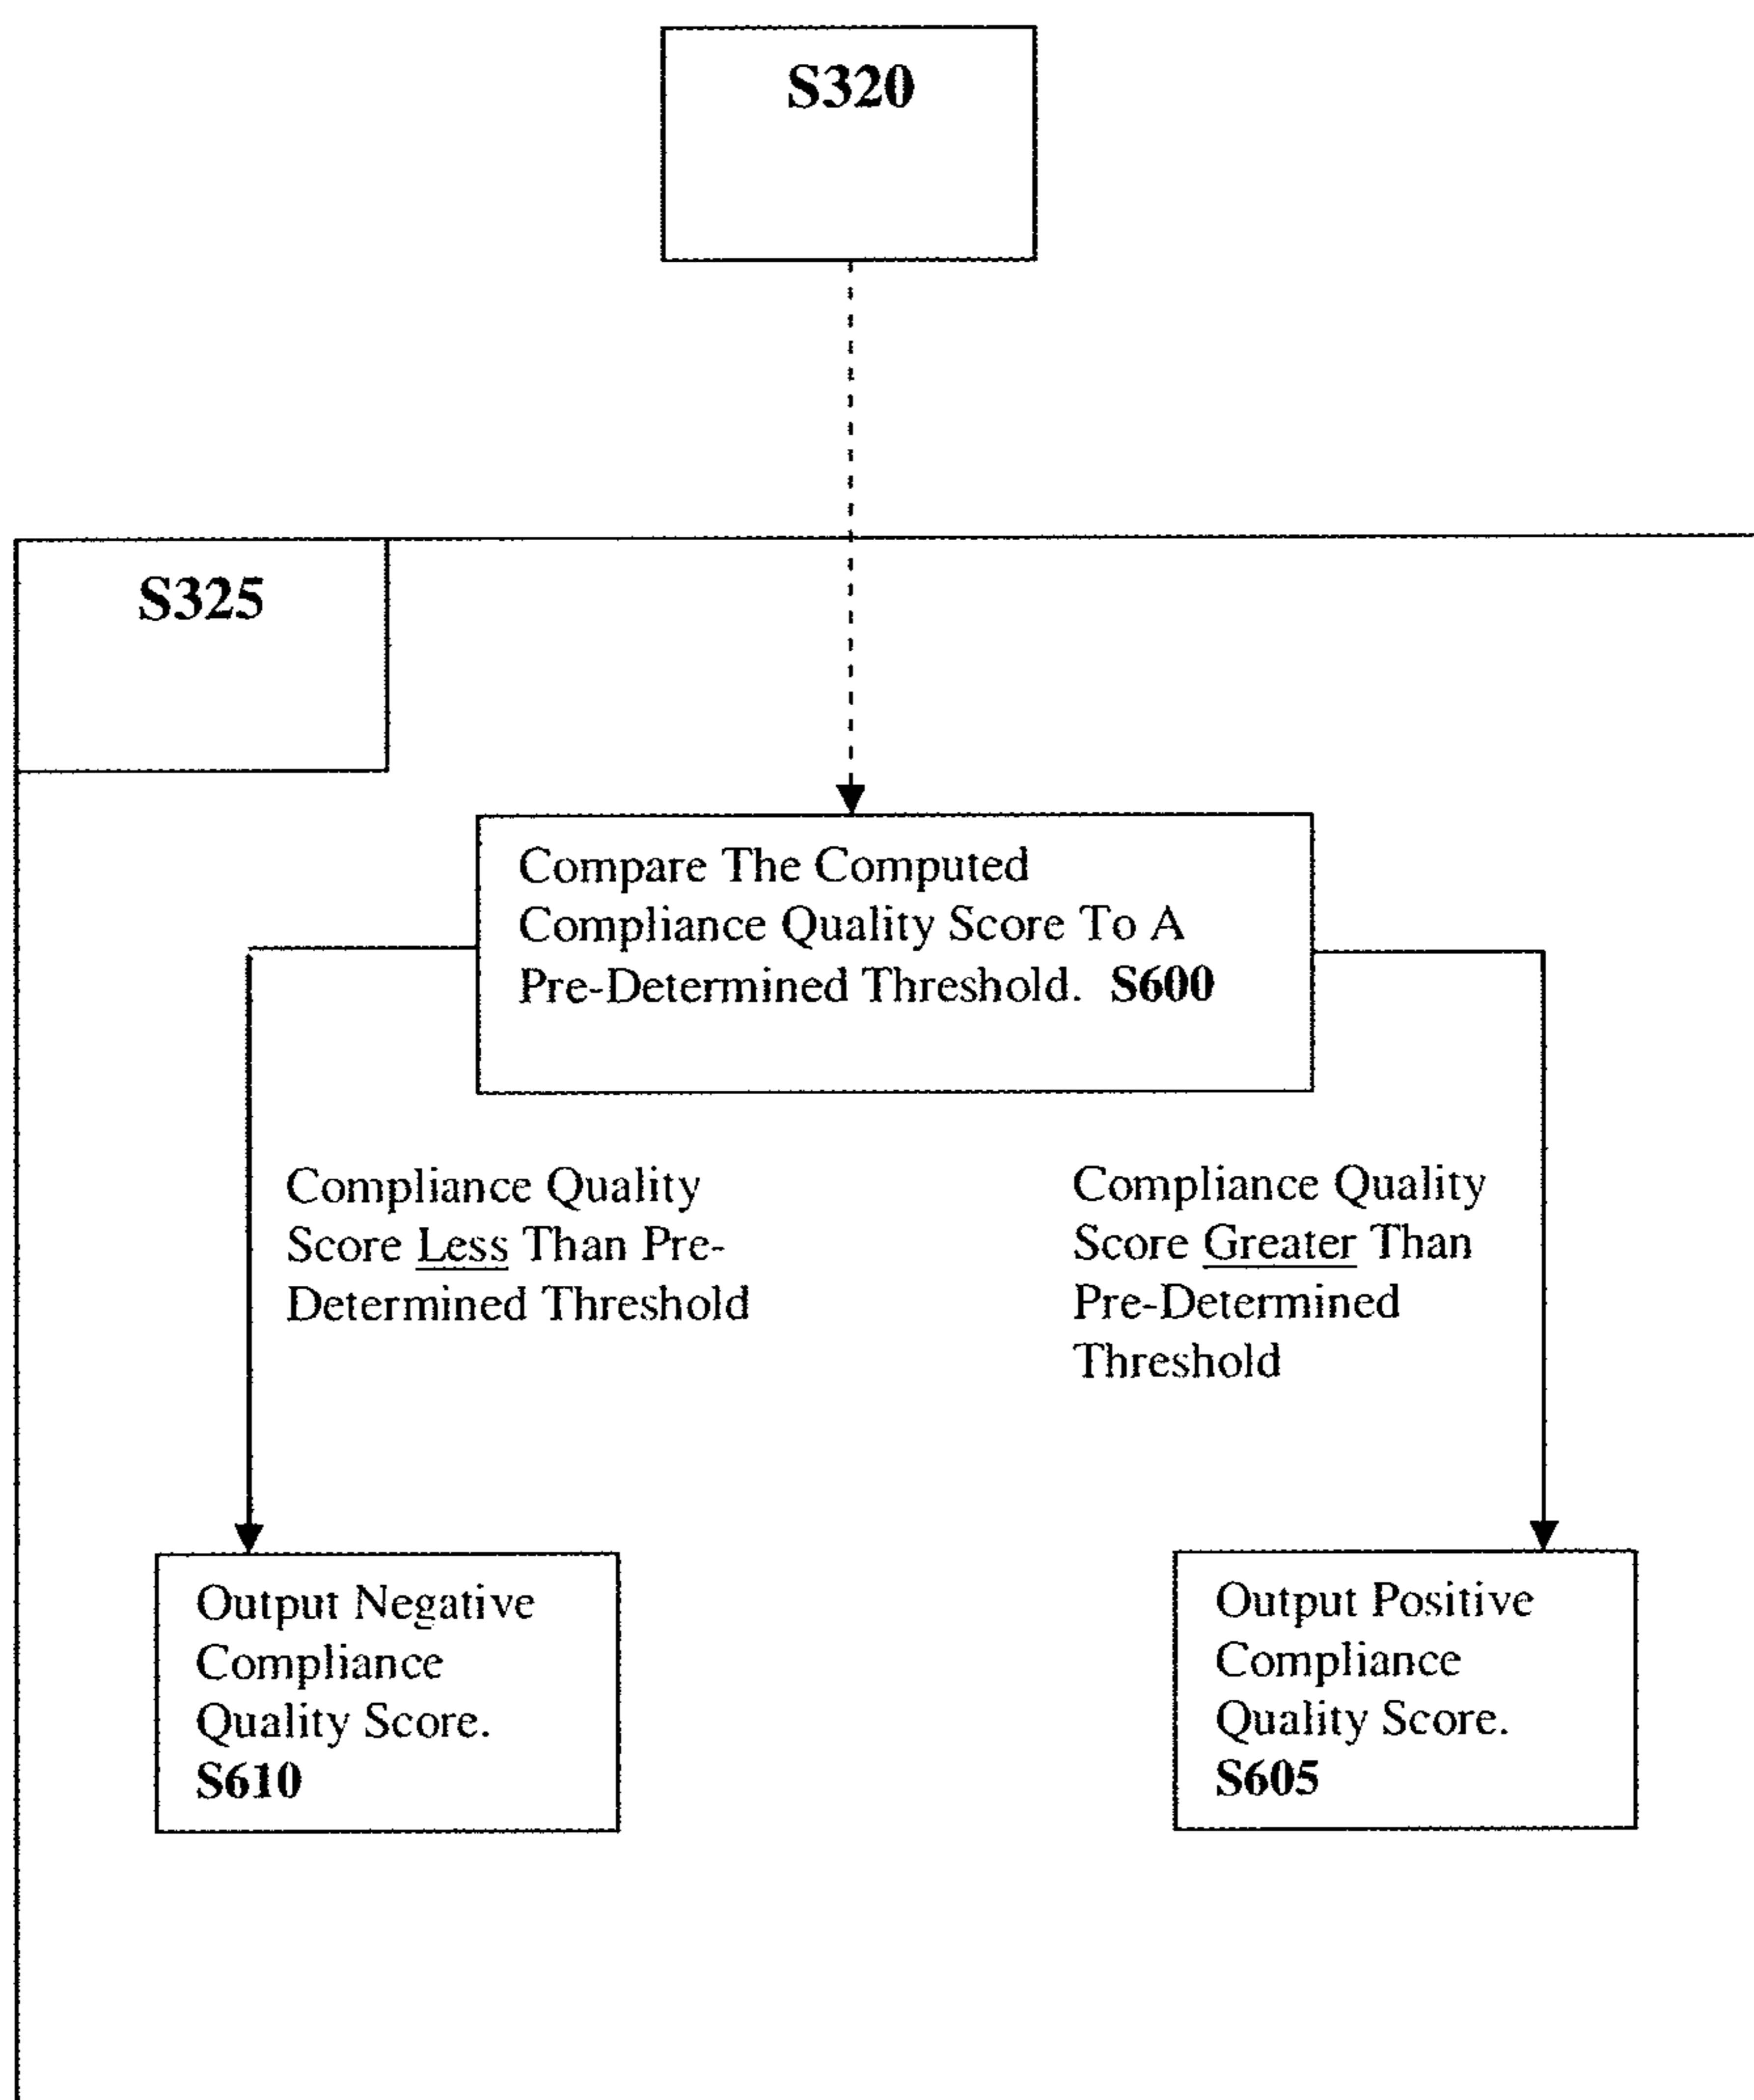 S320
S325
Compare The Computed
Compliance Quality Score To A
Pre-Determined Threshold. S600
Compliance Quality
Score Less Than Pre-
Determined Threshold
Compliance Quality
Score Greater Than
Pre-Determined
Threshold
Output Negative
Compliance
Quality Score.
S610
Output Positive
Compliance
Quality Score.
S605